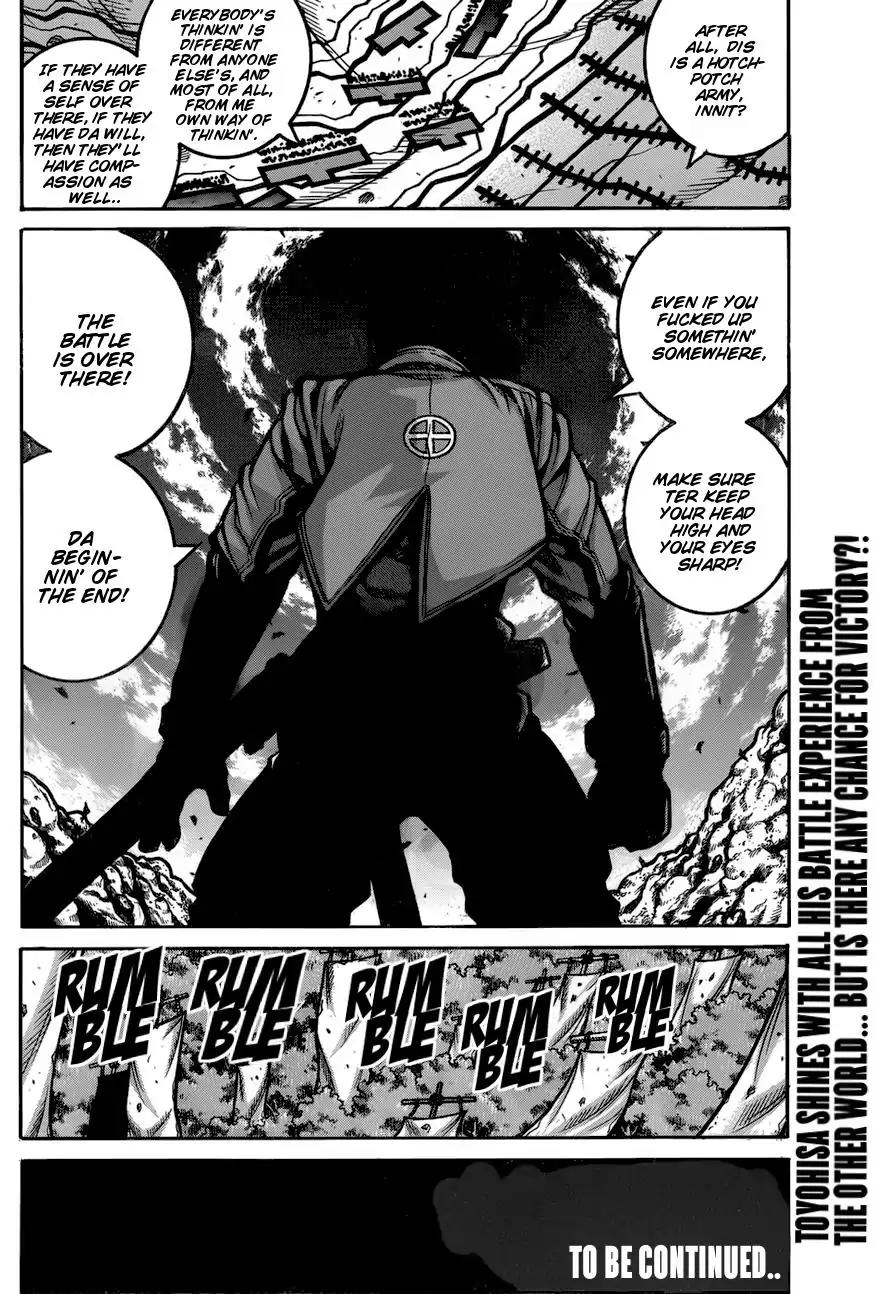 AFTER
ALL, DIS
IS A HOTCH-
POTCH
ARMY,
INNIT?
EVERYBODY'S
THINKIN' IS
DIFFERENT
FROM ANYONE
ELSE'S, AND
MOST OF ALL,
FROM ME
OWN WAY OF
THINKIN'.
IF THEY HAVE
A SENSE OF
SELF OVER
THERE, IF THEY
HAVE DA WILL,
THEN THEY'LL
HAVE COMP-
ASSION AS
WELL..
EVEN IF YOU
FUCKED UP
SOMETHIN'
SOMEWHERE,
MAKE SURE
TER KEEP
YOUR HEAD
HIGH AND
YOUR EYES
SHARP!
THE
BATTLE
IS OVER
THERE!
DA
BEGIN-
NIN' OF
THE END!
RUM
BLE
RUM
BLE
RUM
BLE
RUM
BLE
RUM
BLE
TO BE CONTINUED..
TOYOHISA SHINES WITH ALL HIS BATTLE EXPERIENCE FROM
THE OTHER WORLD... BUT IS THERE ANY CHANCE FOR VICTORY?!